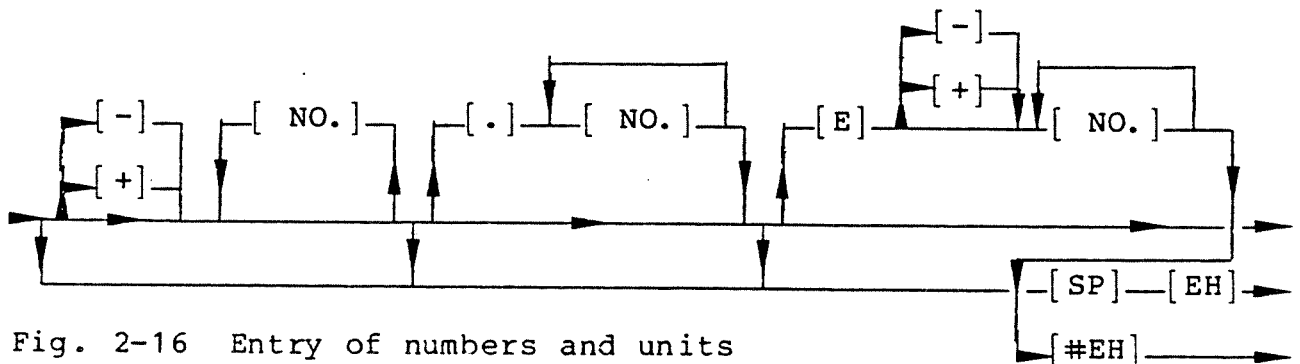 [-]
[-]
[+]
[ NO.]
[.]
[ NO.]
[E]
[+]
[ NO.]
[SP]
[EH]
[#EH]
Fig. 2-16 Entry of numbers and units